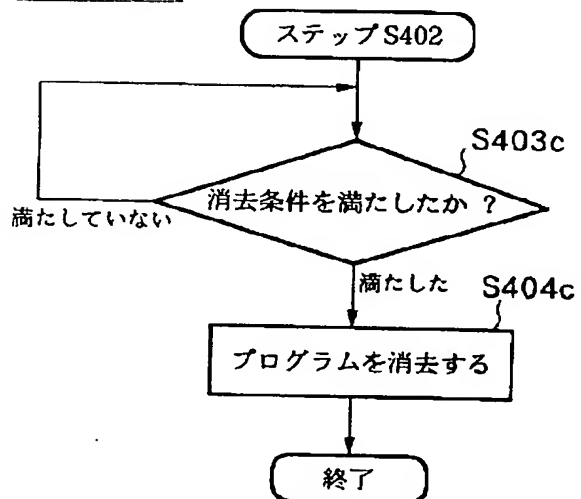 ステップS402
S403c
消去条件を満たしたか ?
満たしていない
満たした
S404c
プログラムを消去する
終了